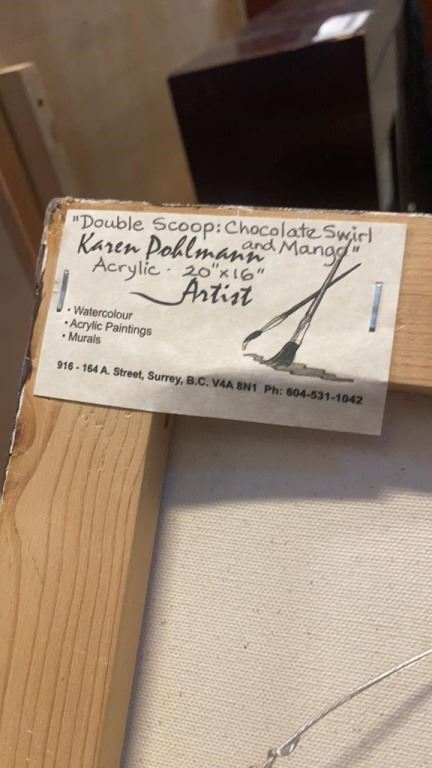 "Double Scoop: Chocolate Swirl
and Mango"
Karen Pohlmann
Acrylic - 20"x16"
Artist
• Watercolour
• Acrylic Paintings
• Murals
916 - 164 A. Street, Surrey, B.C. V4A 8N1 Ph: 604-531-1042